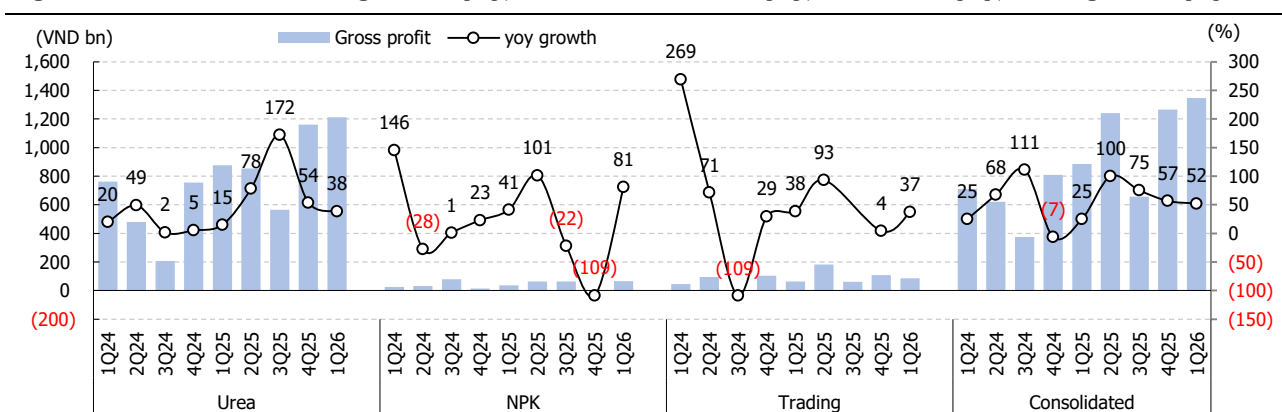 (VND bn) Gross profit yoy growth (%)
1,600 1,400 1,200 1,000 800 600 400 200 0 (200)
300 250 200 150 100 50 0 (50) (100) (150)
20 49 2 5 15 78 172 54 38
146 (28) 1 23 41 101 (22) (109) 81
269 71 (109) 29 38 93 4 37
25 68 111 (7) 25 100 75 57 52
1Q24 2Q24 3Q24 4Q24 1Q25 2Q25 3Q25 4Q25 1Q26
1Q24 2Q24 3Q24 4Q24 1Q25 2Q25 3Q25 4Q25 1Q26
1Q24 2Q24 3Q24 4Q24 1Q25 2Q25 3Q25 4Q25 1Q26
1Q24 2Q24 3Q24 4Q24 1Q25 2Q25 3Q25 4Q25 1Q26
Urea NPK Trading Consolidated